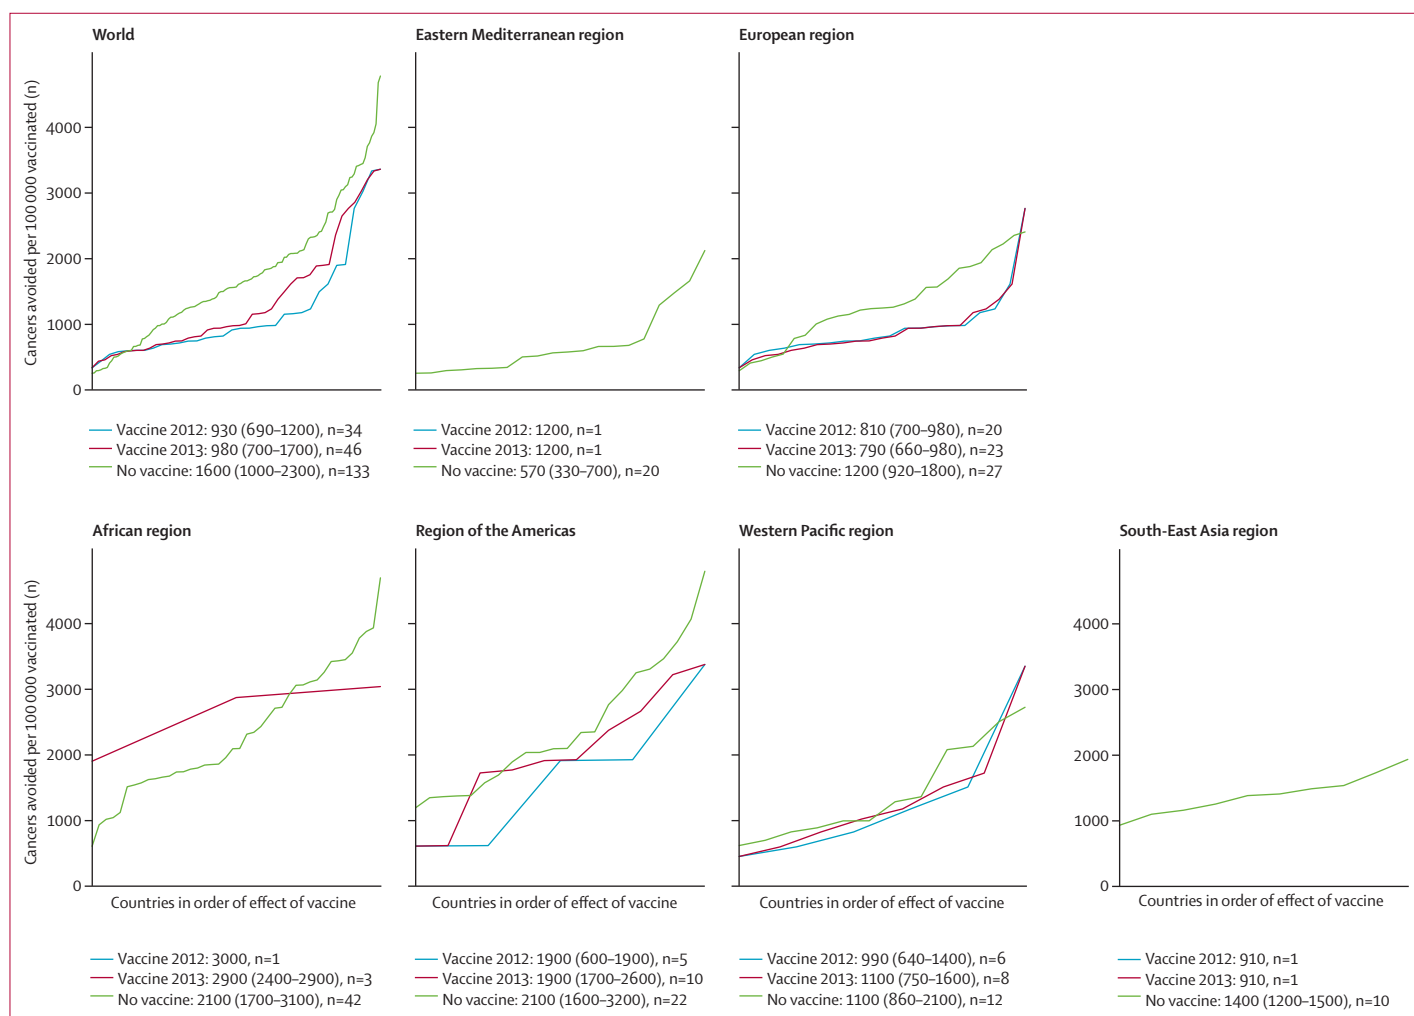 World
Eastern Mediterranean region
European region
Cancers avoided per 100 000 vaccinated (n)
4000
3000
2000
1000
0
Vaccine 2012: 930 (690–1200), n=34
Vaccine 2013: 980 (700–1700), n=46
No vaccine: 1600 (1000–2300), n=133
Vaccine 2012: 1200, n=1
Vaccine 2013: 1200, n=1
No vaccine: 570 (330–700), n=20
Vaccine 2012: 810 (700–980), n=20
Vaccine 2013: 790 (660–980), n=23
No vaccine: 1200 (920–1800), n=27
African region
Region of the Americas
Western Pacific region
South-East Asia region
Cancers avoided per 100 000 vaccinated (n)
4000
3000
2000
1000
0
4000
3000
2000
1000
0
Countries in order of effect of vaccine
Countries in order of effect of vaccine
Countries in order of effect of vaccine
Countries in order of effect of vaccine
Vaccine 2012: 3000, n=1
Vaccine 2013: 2900 (2400–2900), n=3
No vaccine: 2100 (1700–3100), n=42
Vaccine 2012: 1900 (600–1900), n=5
Vaccine 2013: 1900 (1700–2600), n=10
No vaccine: 2100 (1600–3200), n=22
Vaccine 2012: 990 (640–1400), n=6
Vaccine 2013: 1100 (750–1600), n=8
No vaccine: 1100 (860–2100), n=12
Vaccine 2012: 910, n=1
Vaccine 2013: 910, n=1
No vaccine: 1400 (1200–1500), n=10